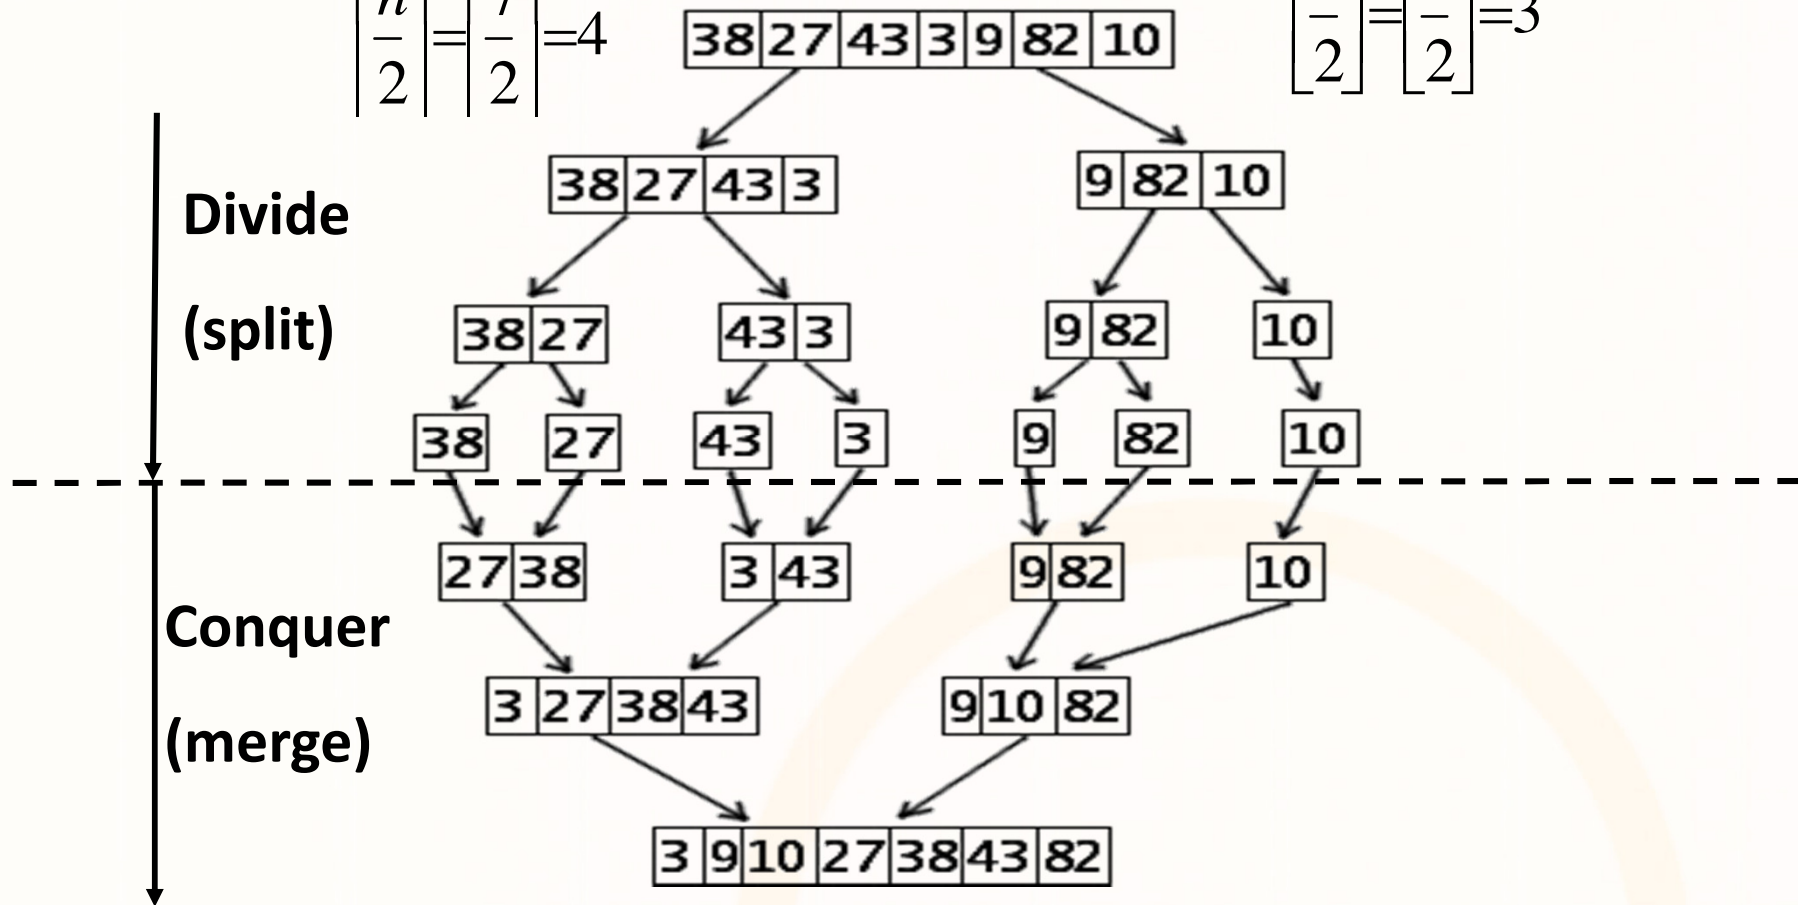 n/2 = 7/2 =4
38 27 43 3 9 82 10
2 = 2 =3
38 27 43 3
9 82 10
Divide
(split)
38 27
43 3
9 82
10
38
27
43
3
9
82
10
27 38
3 43
9 82
10
Conquer
(merge)
3 27 38 43
9 10 82
3 9 10 27 38 43 82